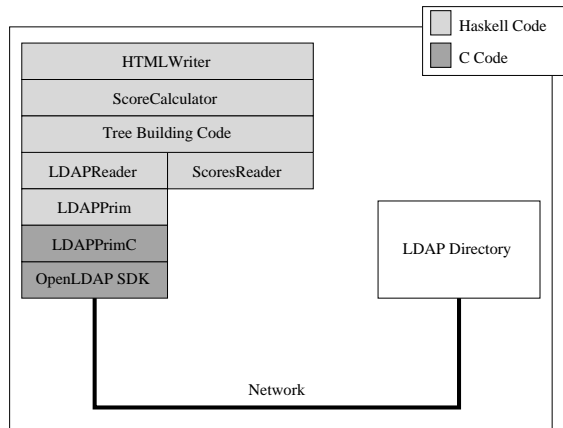 Haskell Code
C Code
HTMLWriter
ScoreCalculator
Tree Building Code
LDAPReader
ScoresReader
LDAPPrim
LDAPPrimC
OpenLDAP SDK
LDAP Directory
Network